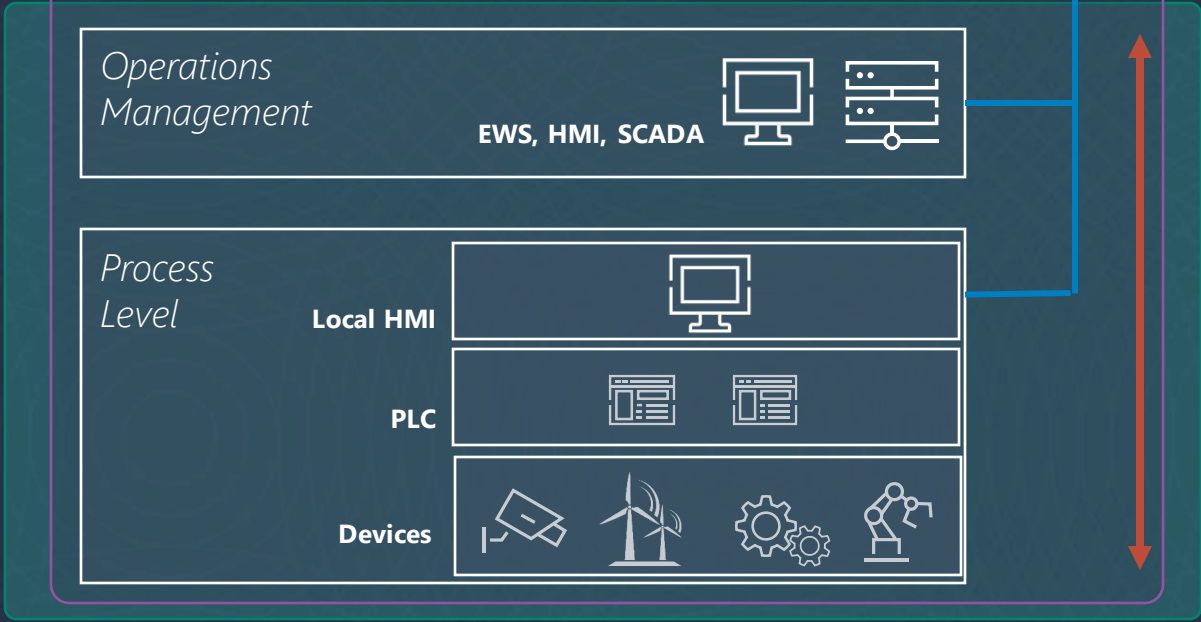 Operations
Management
EWS, HMI, SCADA
Process
Level
Local HMI
PLC
Devices